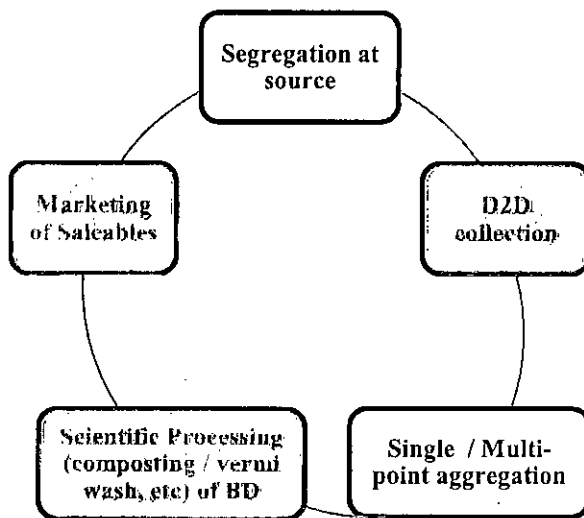 Segregation at
source
D2D
collection
Single / Multi-
point aggregation
Scientific Processing
(composting / vermi
wash, etc) of BD
Marketing
of Saleables